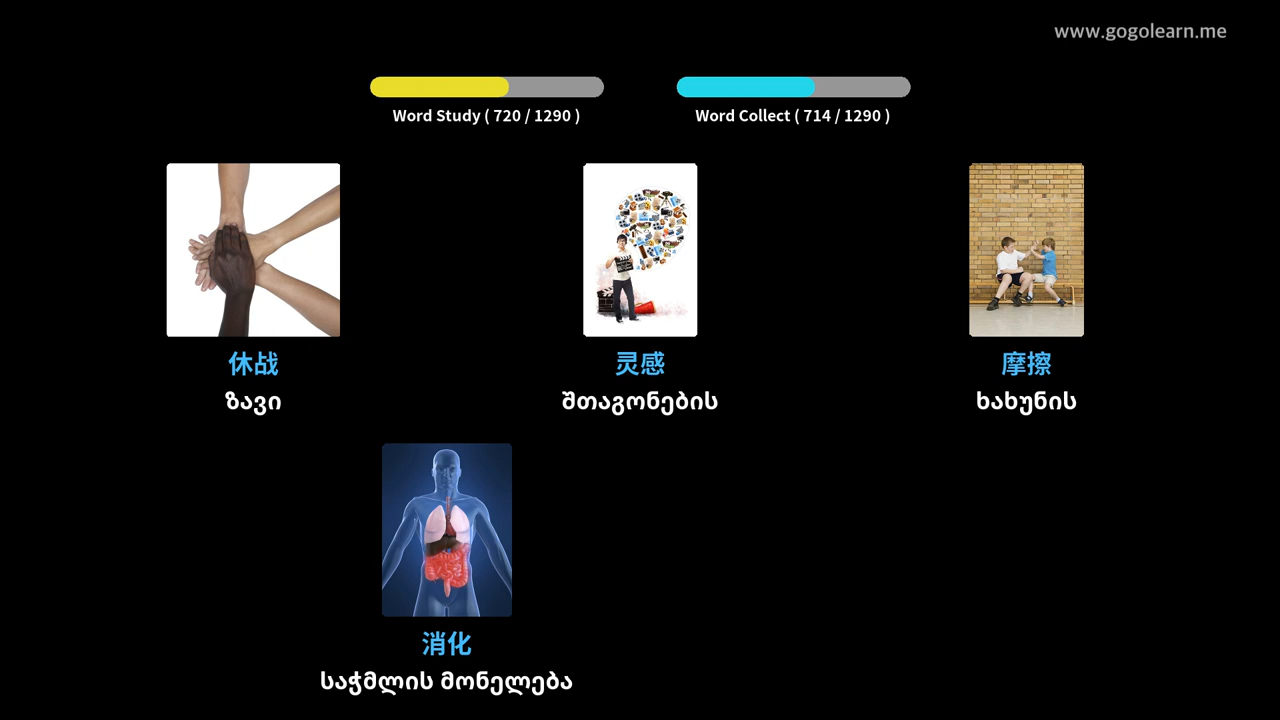 www.gogolearn.me
Word Study ( 720 / 1290 )
Word Collect ( 714 / 1290 )
休战
ზავი
灵感
შთაგონების
摩擦
ხახუნის
消化
საჭმლის მონელება